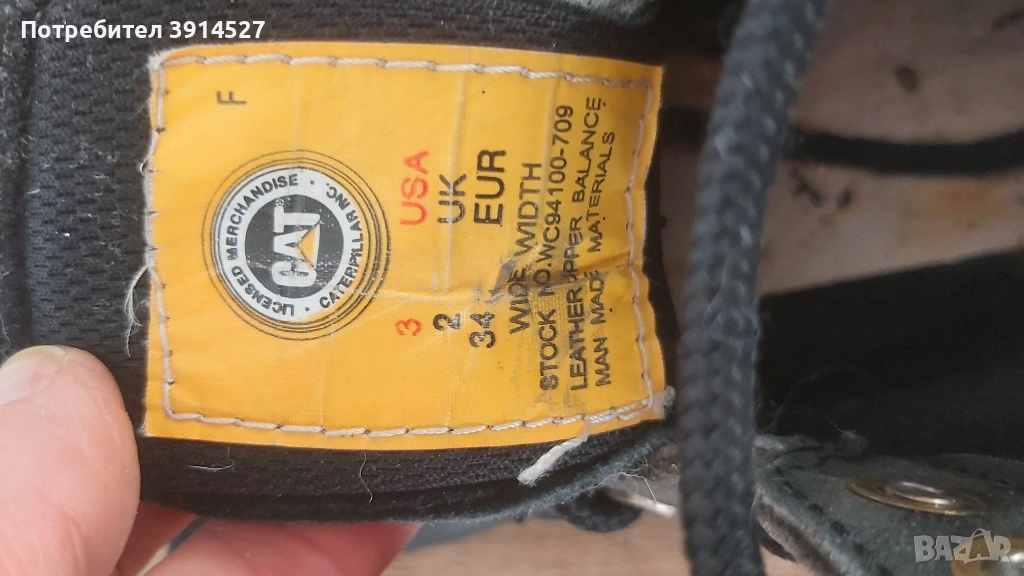 Потребител 3914527
F
LICENSED MERCHANDISE · CATERPILLAR INC. ·
CAT
3 USA
2 UK
34 EUR
WIDE WIDTH
STOCK NO.WC94100-709
LEATHER UPPER BALANCE
MAN MADE MATERIALS
BAZAR